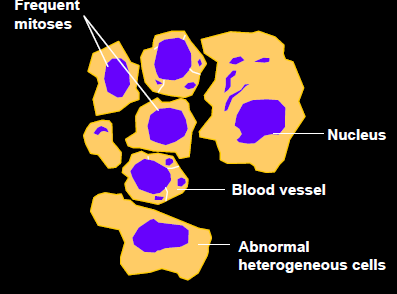 Frequent
mitoses
Nucleus
Blood vessel
Abnormal
heterogeneous cells